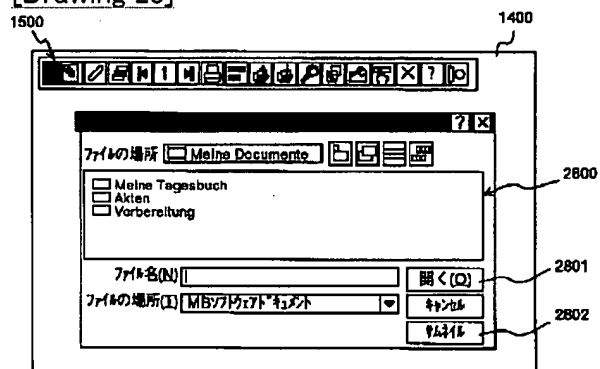 [Drawing 28]
1500
1400
1
?
? ×
ファイルの場所 Meine Documente
Meine Tagesbuch
Akten
Vorbereitung
2800
ファイル名(N)
開く(O)
2801
ファイルの場所(I) MBソフトウェアドキュメント
キャンセル
サムネイル
2802